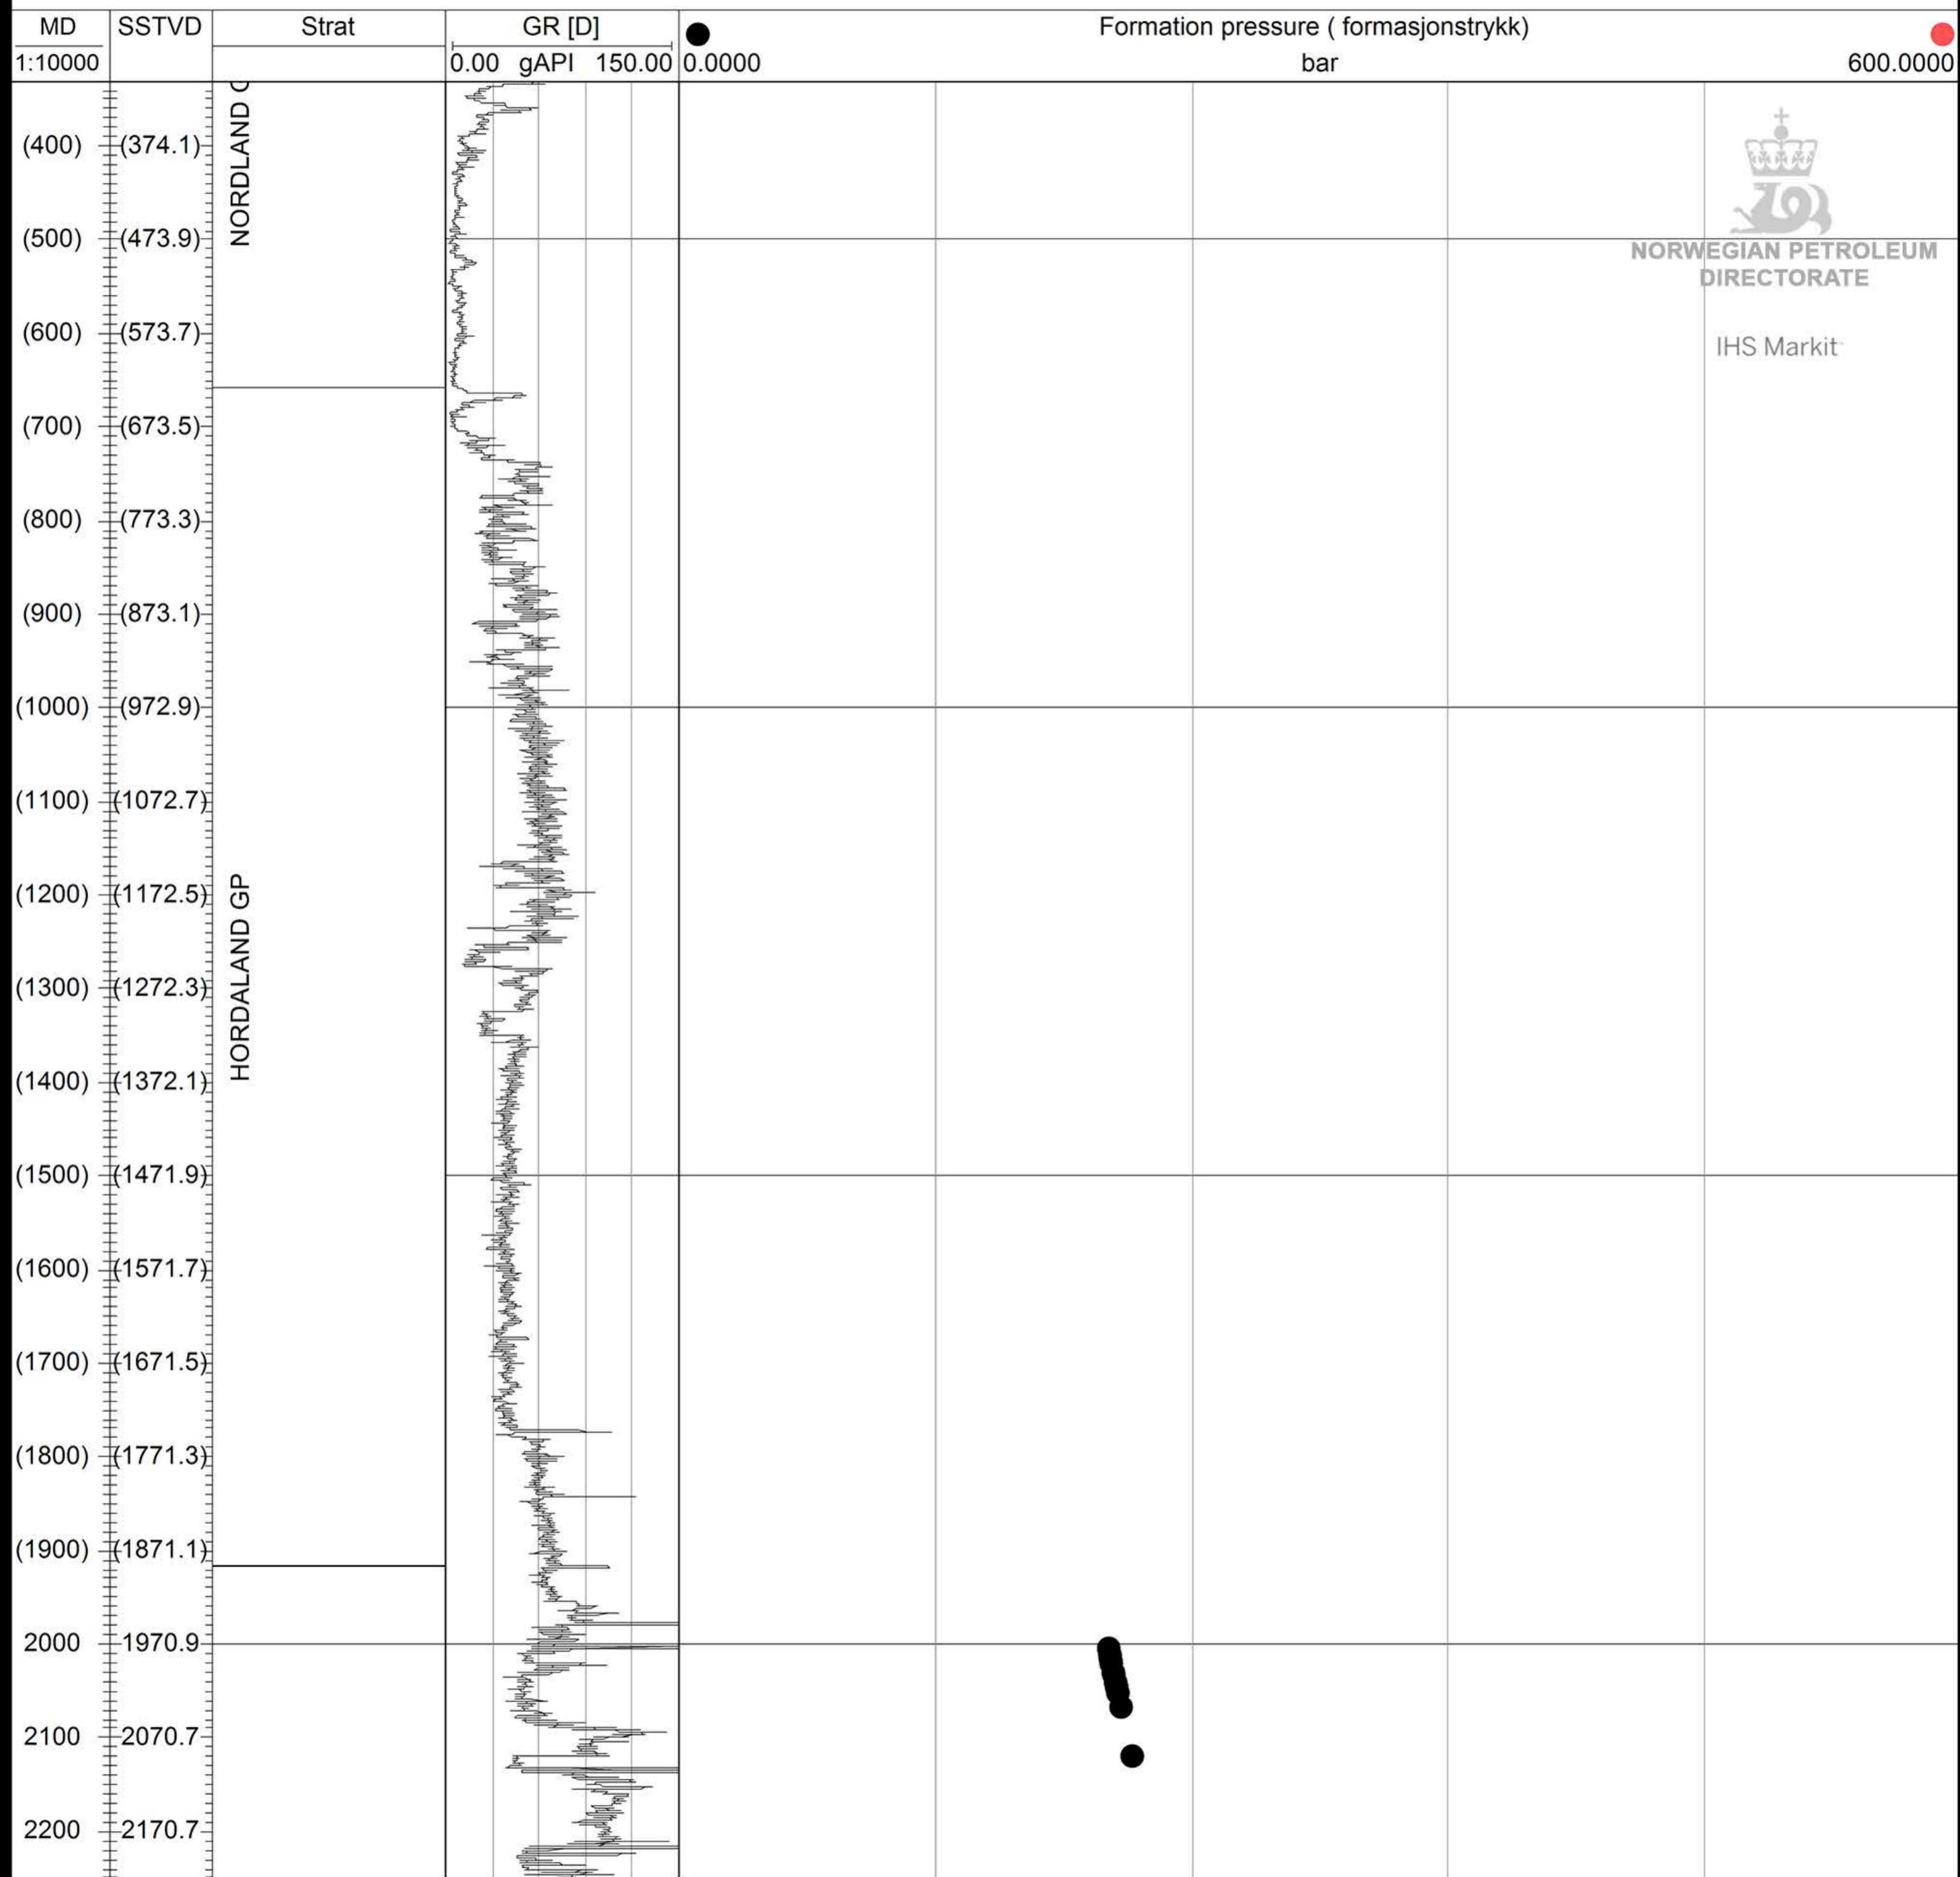 MD SSTVD Strat GR [D] Formation pressure ( formasjonstrykk)
1:10000 0.00 gAPI 150.00 0.0000 bar 600.0000
NORDLAND
(400) (374.1)
(500) (473.9)
NORWEGIAN PETROLEUM
DIRECTORATE
(600) (573.7)
IHS Markit
(700) (673.5)
(800) (773.3)
(900) (873.1)
(1000) (972.9)
(1100) (1072.7)
HORDALAND GP
(1200) (1172.5)
(1300) (1272.3)
(1400) (1372.1)
(1500) (1471.9)
(1600) (1571.7)
(1700) (1671.5)
(1800) (1771.3)
(1900) (1871.1)
2000 1970.9
2100 2070.7
2200 2170.7